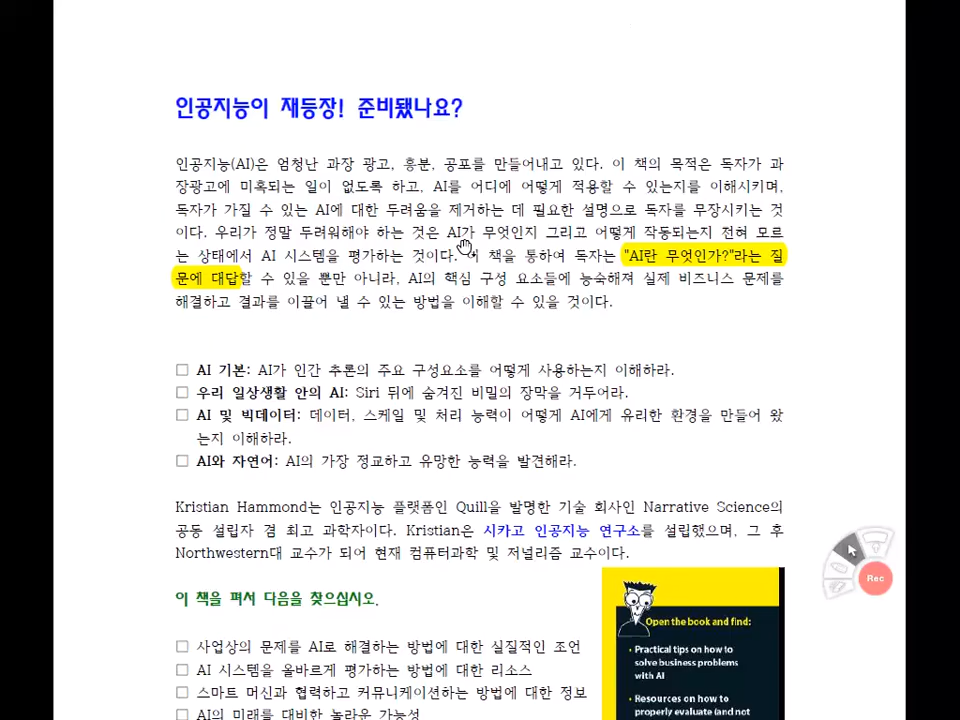 인공지능이 재등장! 준비됐나요?
인공지능(AI)은 엄청난 과장 광고, 흥분, 공포를 만들어내고 있다. 이 책의 목적은 독자가 과
장광고에 미혹되는 일이 없도록 하고, AI를 어디에 어떻게 적용할 수 있는지를 이해시키며,
독자가 가질 수 있는 AI에 대한 두려움을 제거하는 데 필요한 설명으로 독자를 무장시키는 것
이다. 우리가 정말 두려워해야 하는 것은 AI가 무엇인지 그리고 어떻게 작동되는지 전혀 모르
는 상태에서 AI 시스템을 평가하는 것이다. 책을 통하여 독자는 "AI란 무엇인가?"라는 질
문에 대답할 수 있을 뿐만 아니라, AI의 핵심 구성 요소들에 능숙해져 실제 비즈니스 문제를
해결하고 결과를 이끌어 낼 수 있는 방법을 이해할 수 있을 것이다.
□ AI 기본: AI가 인간 추론의 주요 구성요소를 어떻게 사용하는지 이해하라.
□ 우리 일상생활 안의 AI: Siri 뒤에 숨겨진 비밀의 장막을 거두어라.
□ AI 및 빅데이터: 데이터, 스케일 및 처리 능력이 어떻게 AI에게 유리한 환경을 만들어 왔
는지 이해하라.
□ AI와 자연어: AI의 가장 정교하고 유망한 능력을 발견해라.
Kristian Hammond는 인공지능 플랫폼인 Quill을 발명한 기술 회사인 Narrative Science의
공동 설립자 겸 최고 과학자이다. Kristian은 시카고 인공지능 연구소를 설립했으며, 그 후
Northwestern대 교수가 되어 현재 컴퓨터과학 및 저널리즘 교수이다.
이 책을 펴서 다음을 찾으십시오.
□ 사업상의 문제를 AI로 해결하는 방법에 대한 실질적인 조언
□ AI 시스템을 올바르게 평가하는 방법에 대한 리소스
□ 스마트 머신과 협력하고 커뮤니케이션하는 방법에 대한 정보
□ AI의 미래를 대비한 놀라운 가능성
Open the book and find:
• Practical tips on how to
solve business problems
with AI
• Resources on how to
properly evaluate (and not
Rec